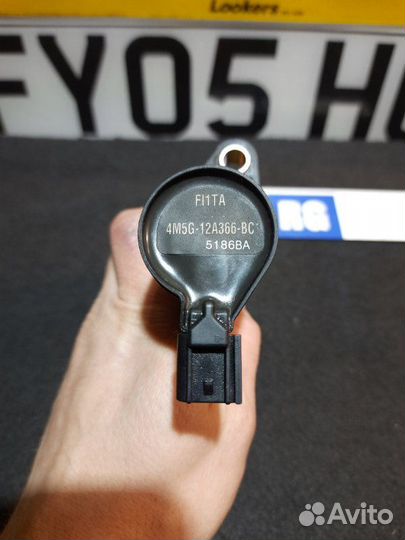 Lookers
FY05 H
FI1TA
4M5G-12A366-BC
5186BA
RG
Avito